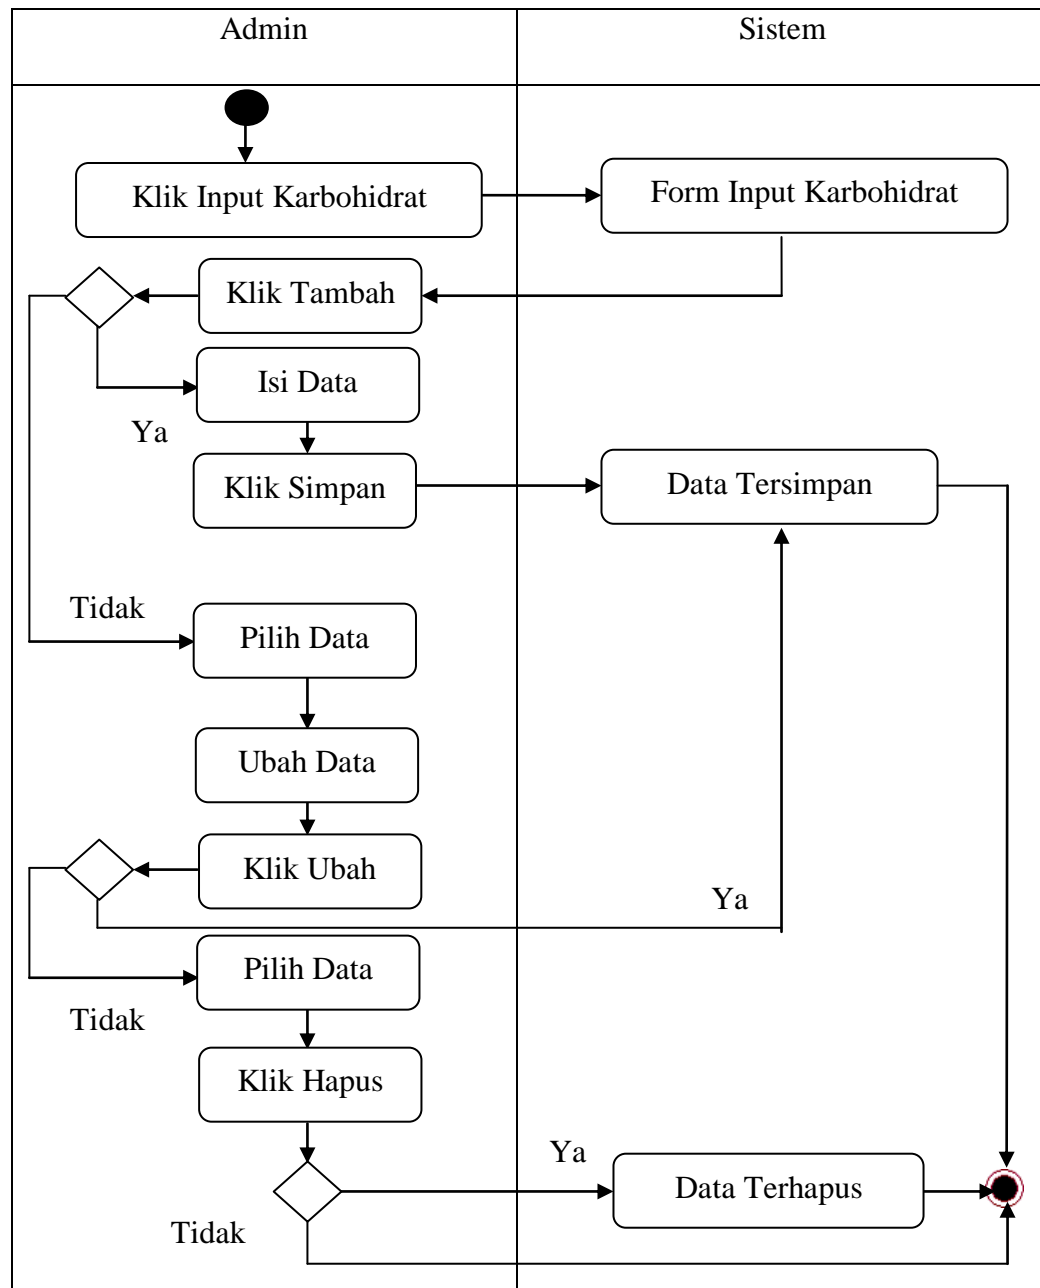 Admin
Sistem
Klik Input Karbohidrat
Form Input Karbohidrat
Klik Tambah
Isi Data
Ya
Klik Simpan
Data Tersimpan
Tidak
Pilih Data
Ubah Data
Klik Ubah
Ya
Pilih Data
Tidak
Klik Hapus
Ya
Data Terhapus
Tidak